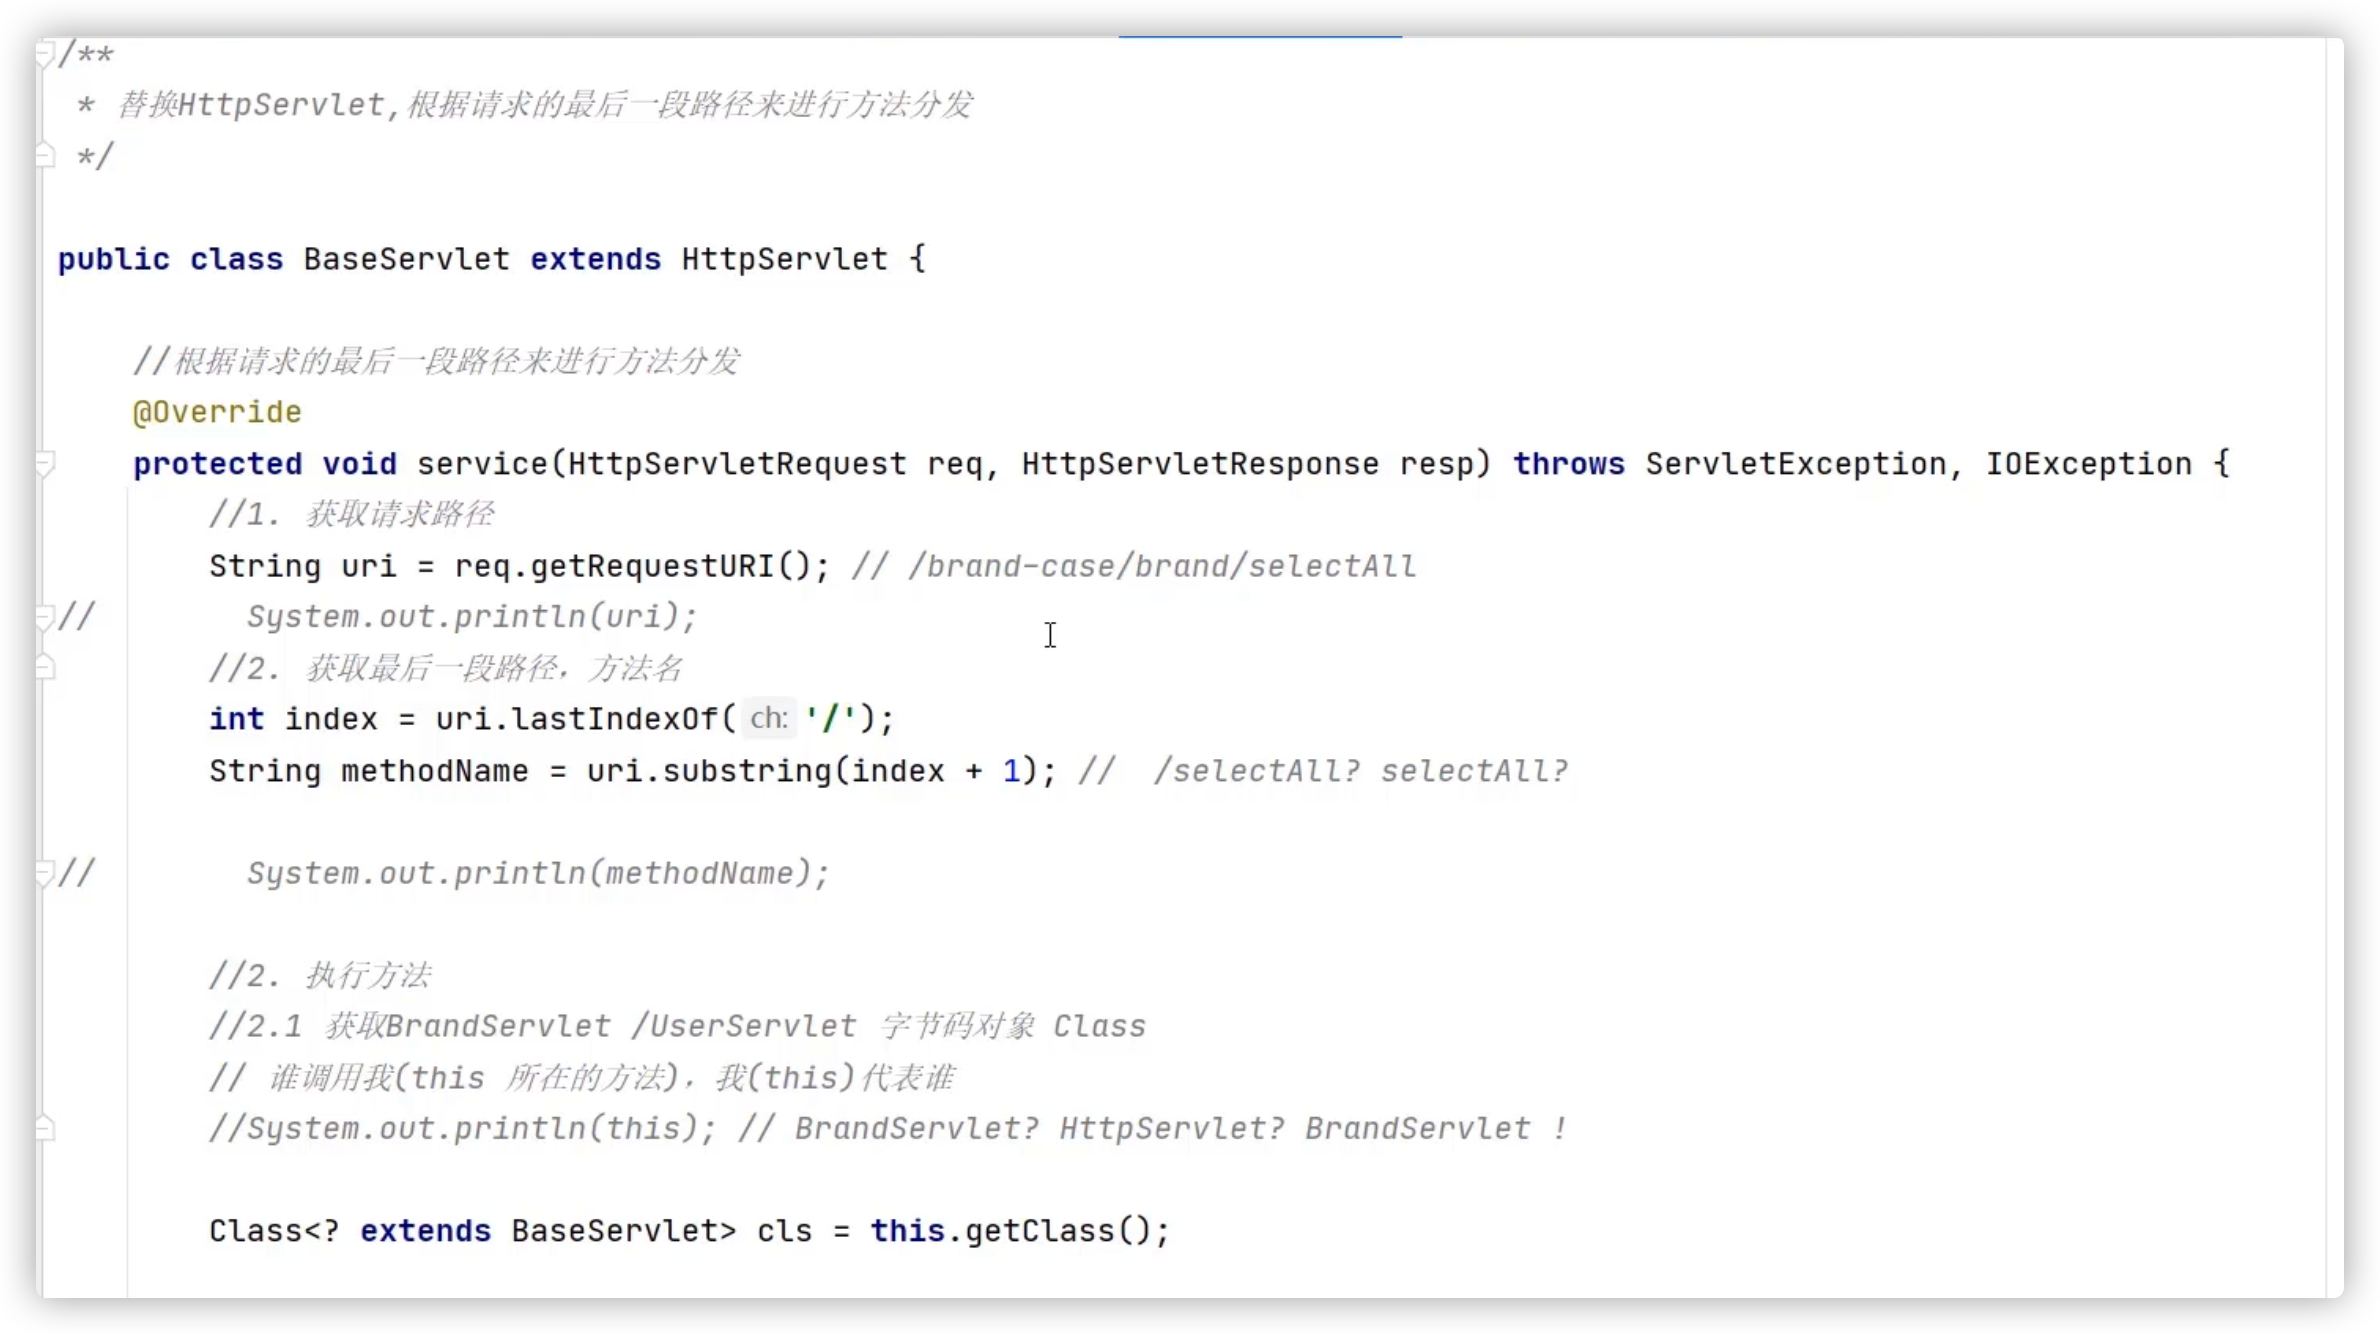 /**
 * 替换HttpServlet,根据请求的最后一段路径来进行方法分发
 */
public class BaseServlet extends HttpServlet {
//根据请求的最后一段路径来进行方法分发
@Override
protected void service(HttpServletRequest req, HttpServletResponse resp) throws ServletException, IOException {
//1. 获取请求路径
String uri = req.getRequestURI(); // /brand-case/brand/selectAll
// System.out.println(uri);
//2. 获取最后一段路径，方法名
int index = uri.lastIndexOf( ch: '/');
String methodName = uri.substring(index + 1); //  /selectAll? selectAll?
// System.out.println(methodName);
//2. 执行方法
//2.1 获取BrandServlet /UserServlet 字节码对象 Class
// 谁调用我(this 所在的方法)，我(this)代表谁
//System.out.println(this); // BrandServlet? HttpServlet? BrandServlet !
Class<? extends BaseServlet> cls = this.getClass();